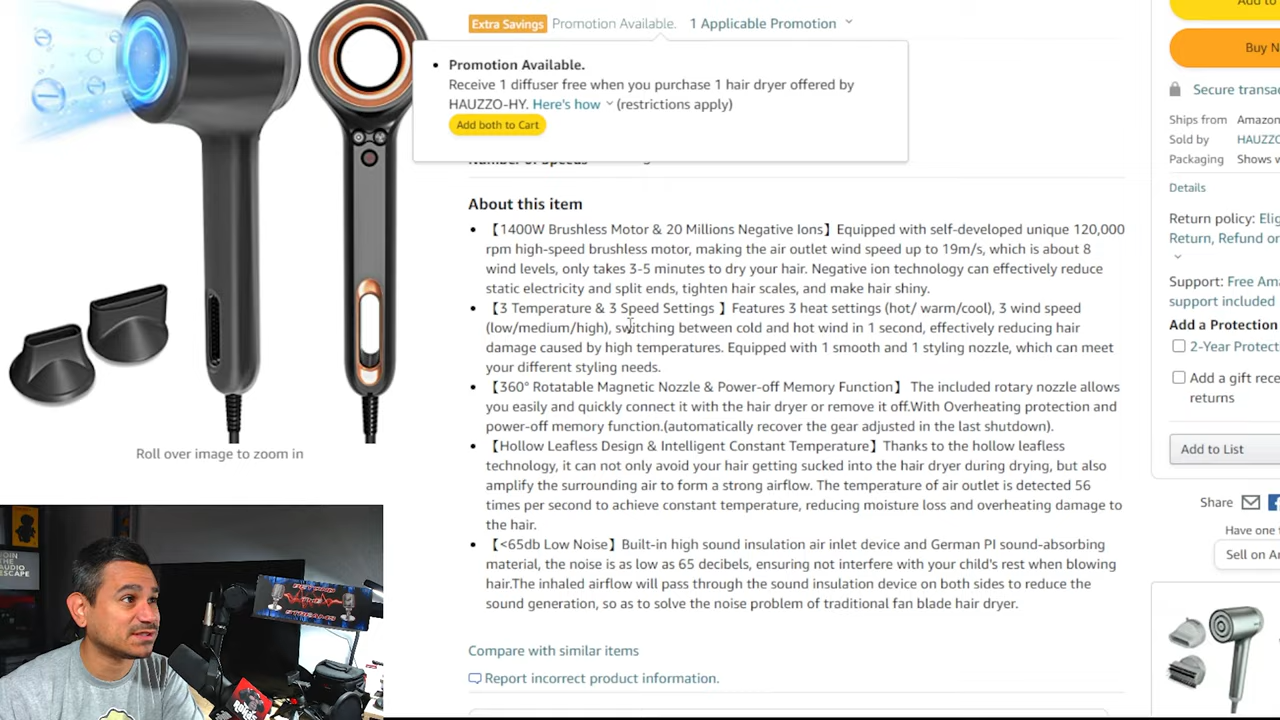 Extra Savings Promotion Available. 1 Applicable Promotion
Promotion Available.
Receive 1 diffuser free when you purchase 1 hair dryer offered by
HAUZZO-HY. Here's how (restrictions apply)
Add both to Cart
About this item
【1400W Brushless Motor & 20 Millions Negative Ions】Equipped with self-developed unique 120,000
rpm high-speed brushless motor, making the air outlet wind speed up to 19m/s, which is about 8
wind levels, only takes 3-5 minutes to dry your hair. Negative ion technology can effectively reduce
static electricity and split ends, tighten hair scales, and make hair shiny.
【3 Temperature & 3 Speed Settings 】Features 3 heat settings (hot/ warm/cool), 3 wind speed
(low/medium/high), switching between cold and hot wind in 1 second, effectively reducing hair
damage caused by high temperatures. Equipped with 1 smooth and 1 styling nozzle, which can meet
your different styling needs.
【360° Rotatable Magnetic Nozzle & Power-off Memory Function】 The included rotary nozzle allows
you easily and quickly connect it with the hair dryer or remove it off.With Overheating protection and
power-off memory function.(automatically recover the gear adjusted in the last shutdown).
【Hollow Leafless Design & Intelligent Constant Temperature】Thanks to the hollow leafless
technology, it can not only avoid your hair getting sucked into the hair dryer during drying, but also
amplify the surrounding air to form a strong airflow. The temperature of air outlet is detected 56
times per second to achieve constant temperature, reducing moisture loss and overheating damage to
the hair.
【<65db Low Noise】Built-in high sound insulation air inlet device and German PI sound-absorbing
material, the noise is as low as 65 decibels, ensuring not interfere with your child's rest when blowing
hair.The inhaled airflow will pass through the sound insulation device on both sides to reduce the
sound generation, so as to solve the noise problem of traditional fan blade hair dryer.
Compare with similar items
Report incorrect product information.
Roll over image to zoom in
Add to
Buy N
Secure transac
Ships from Amazon
Sold by HAUZZO
Packaging Shows w
Details
Return policy: Elig
Return, Refund or
Support: Free Ama
support included
Add a Protection
2-Year Protect
Add a gift rece
returns
Add to List
Share
Have one t
Sell on Am
JOIN
THE
AUDIO
ESCAPE